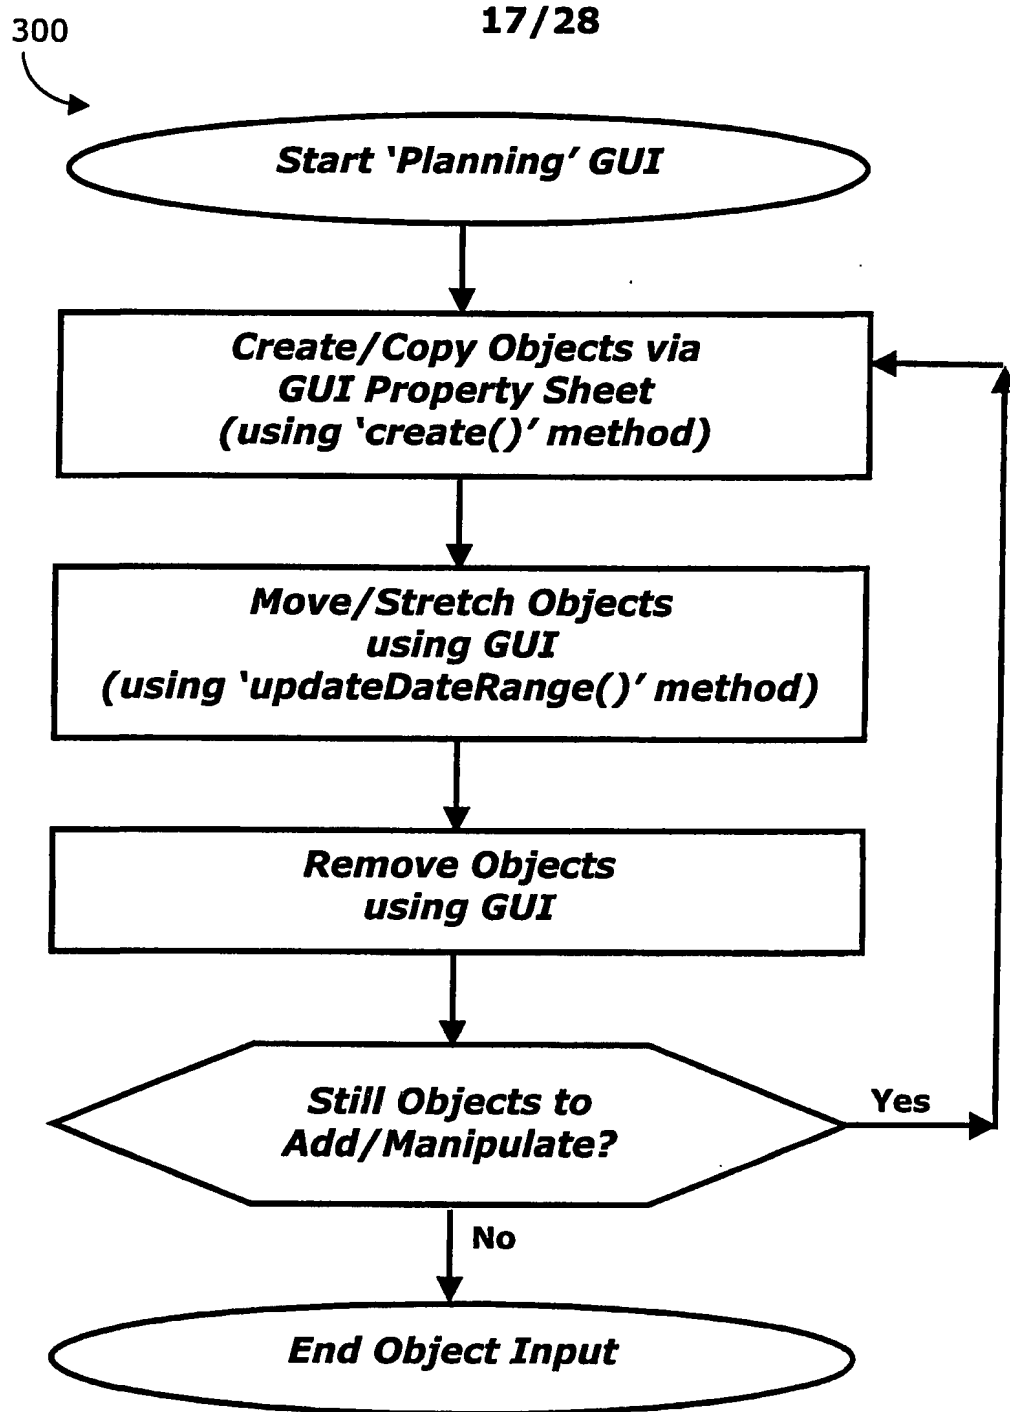 17/28
300
Start ‘Planning’ GUI
Create/Copy Objects via
GUI Property Sheet
(using ‘create()’ method)
Move/Stretch Objects
using GUI
(using ‘updateDateRange()’ method)
Remove Objects
using GUI
Still Objects to
Add/Manipulate?
Yes
No
End Object Input